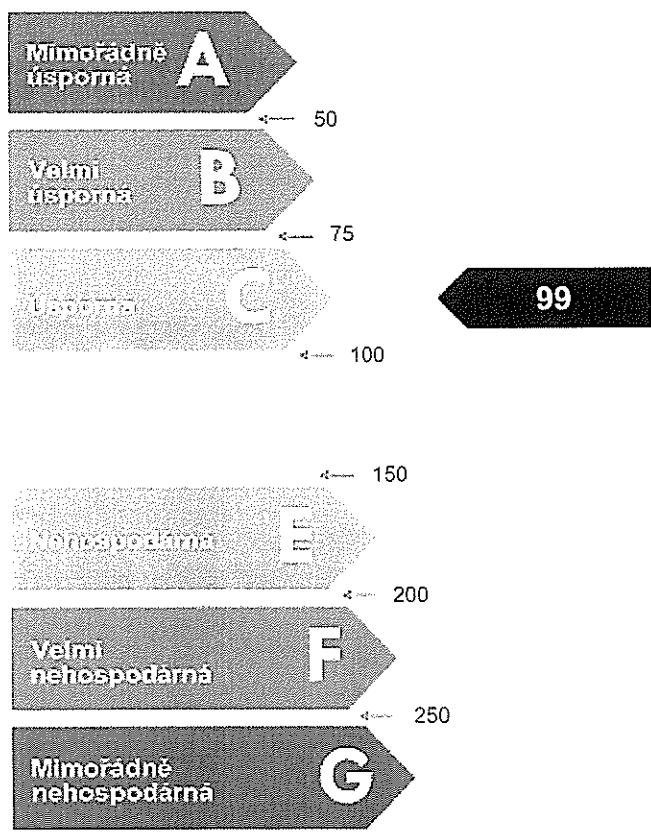 Mimořádně
úsporná A
50
Velmi
úsporná B
75
Úsporná C
99
100
150
Nehospodárná E
200
Velmi
nehospodárná F
250
Mimořádně
nehospodárná G